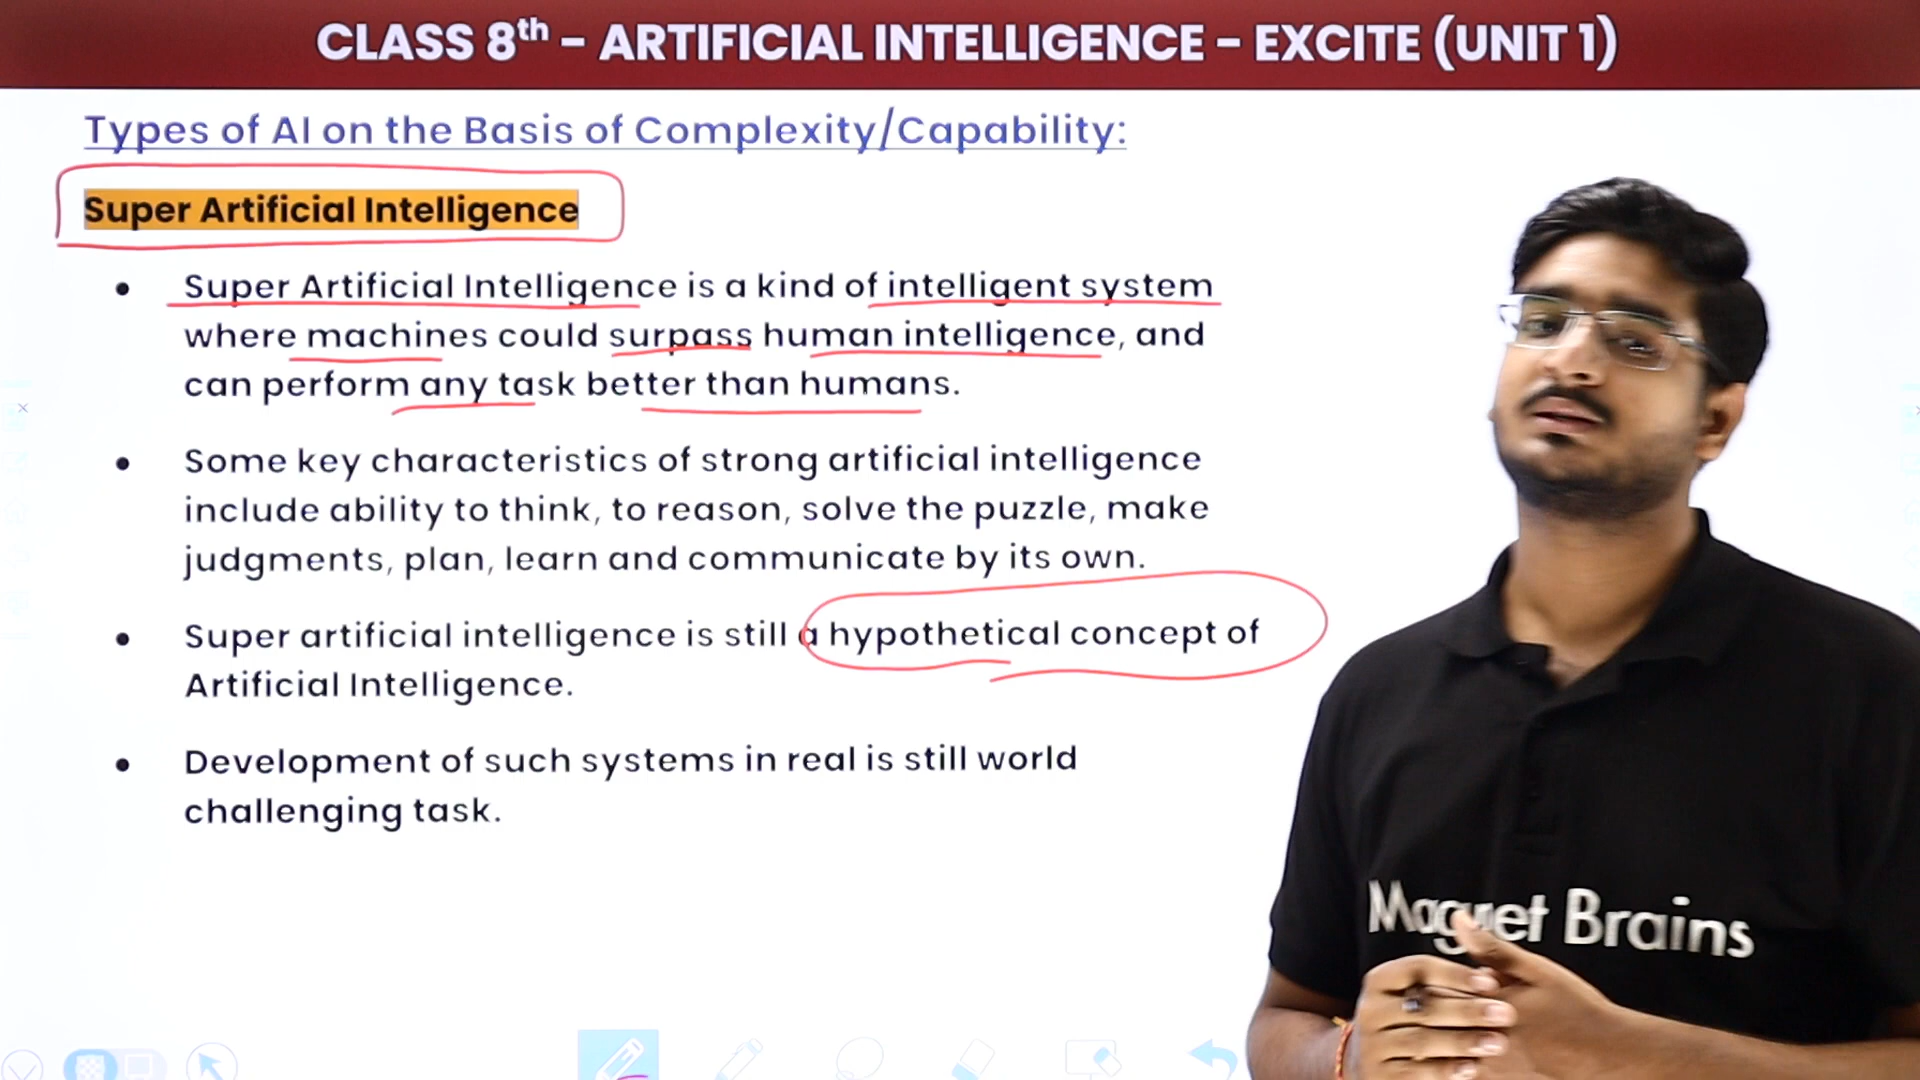 CLASS 8th – ARTIFICIAL INTELLIGENCE – EXCITE (UNIT 1)
Types of AI on the Basis of Complexity/Capability:
Super Artificial Intelligence
• Super Artificial Intelligence is a kind of intelligent system
where machines could surpass human intelligence, and
can perform any task better than humans.
• Some key characteristics of strong artificial intelligence
include ability to think, to reason, solve the puzzle, make
judgments, plan, learn and communicate by its own.
• Super artificial intelligence is still a hypothetical concept of
Artificial Intelligence.
• Development of such systems in real is still world
challenging task.
Magnet Brains